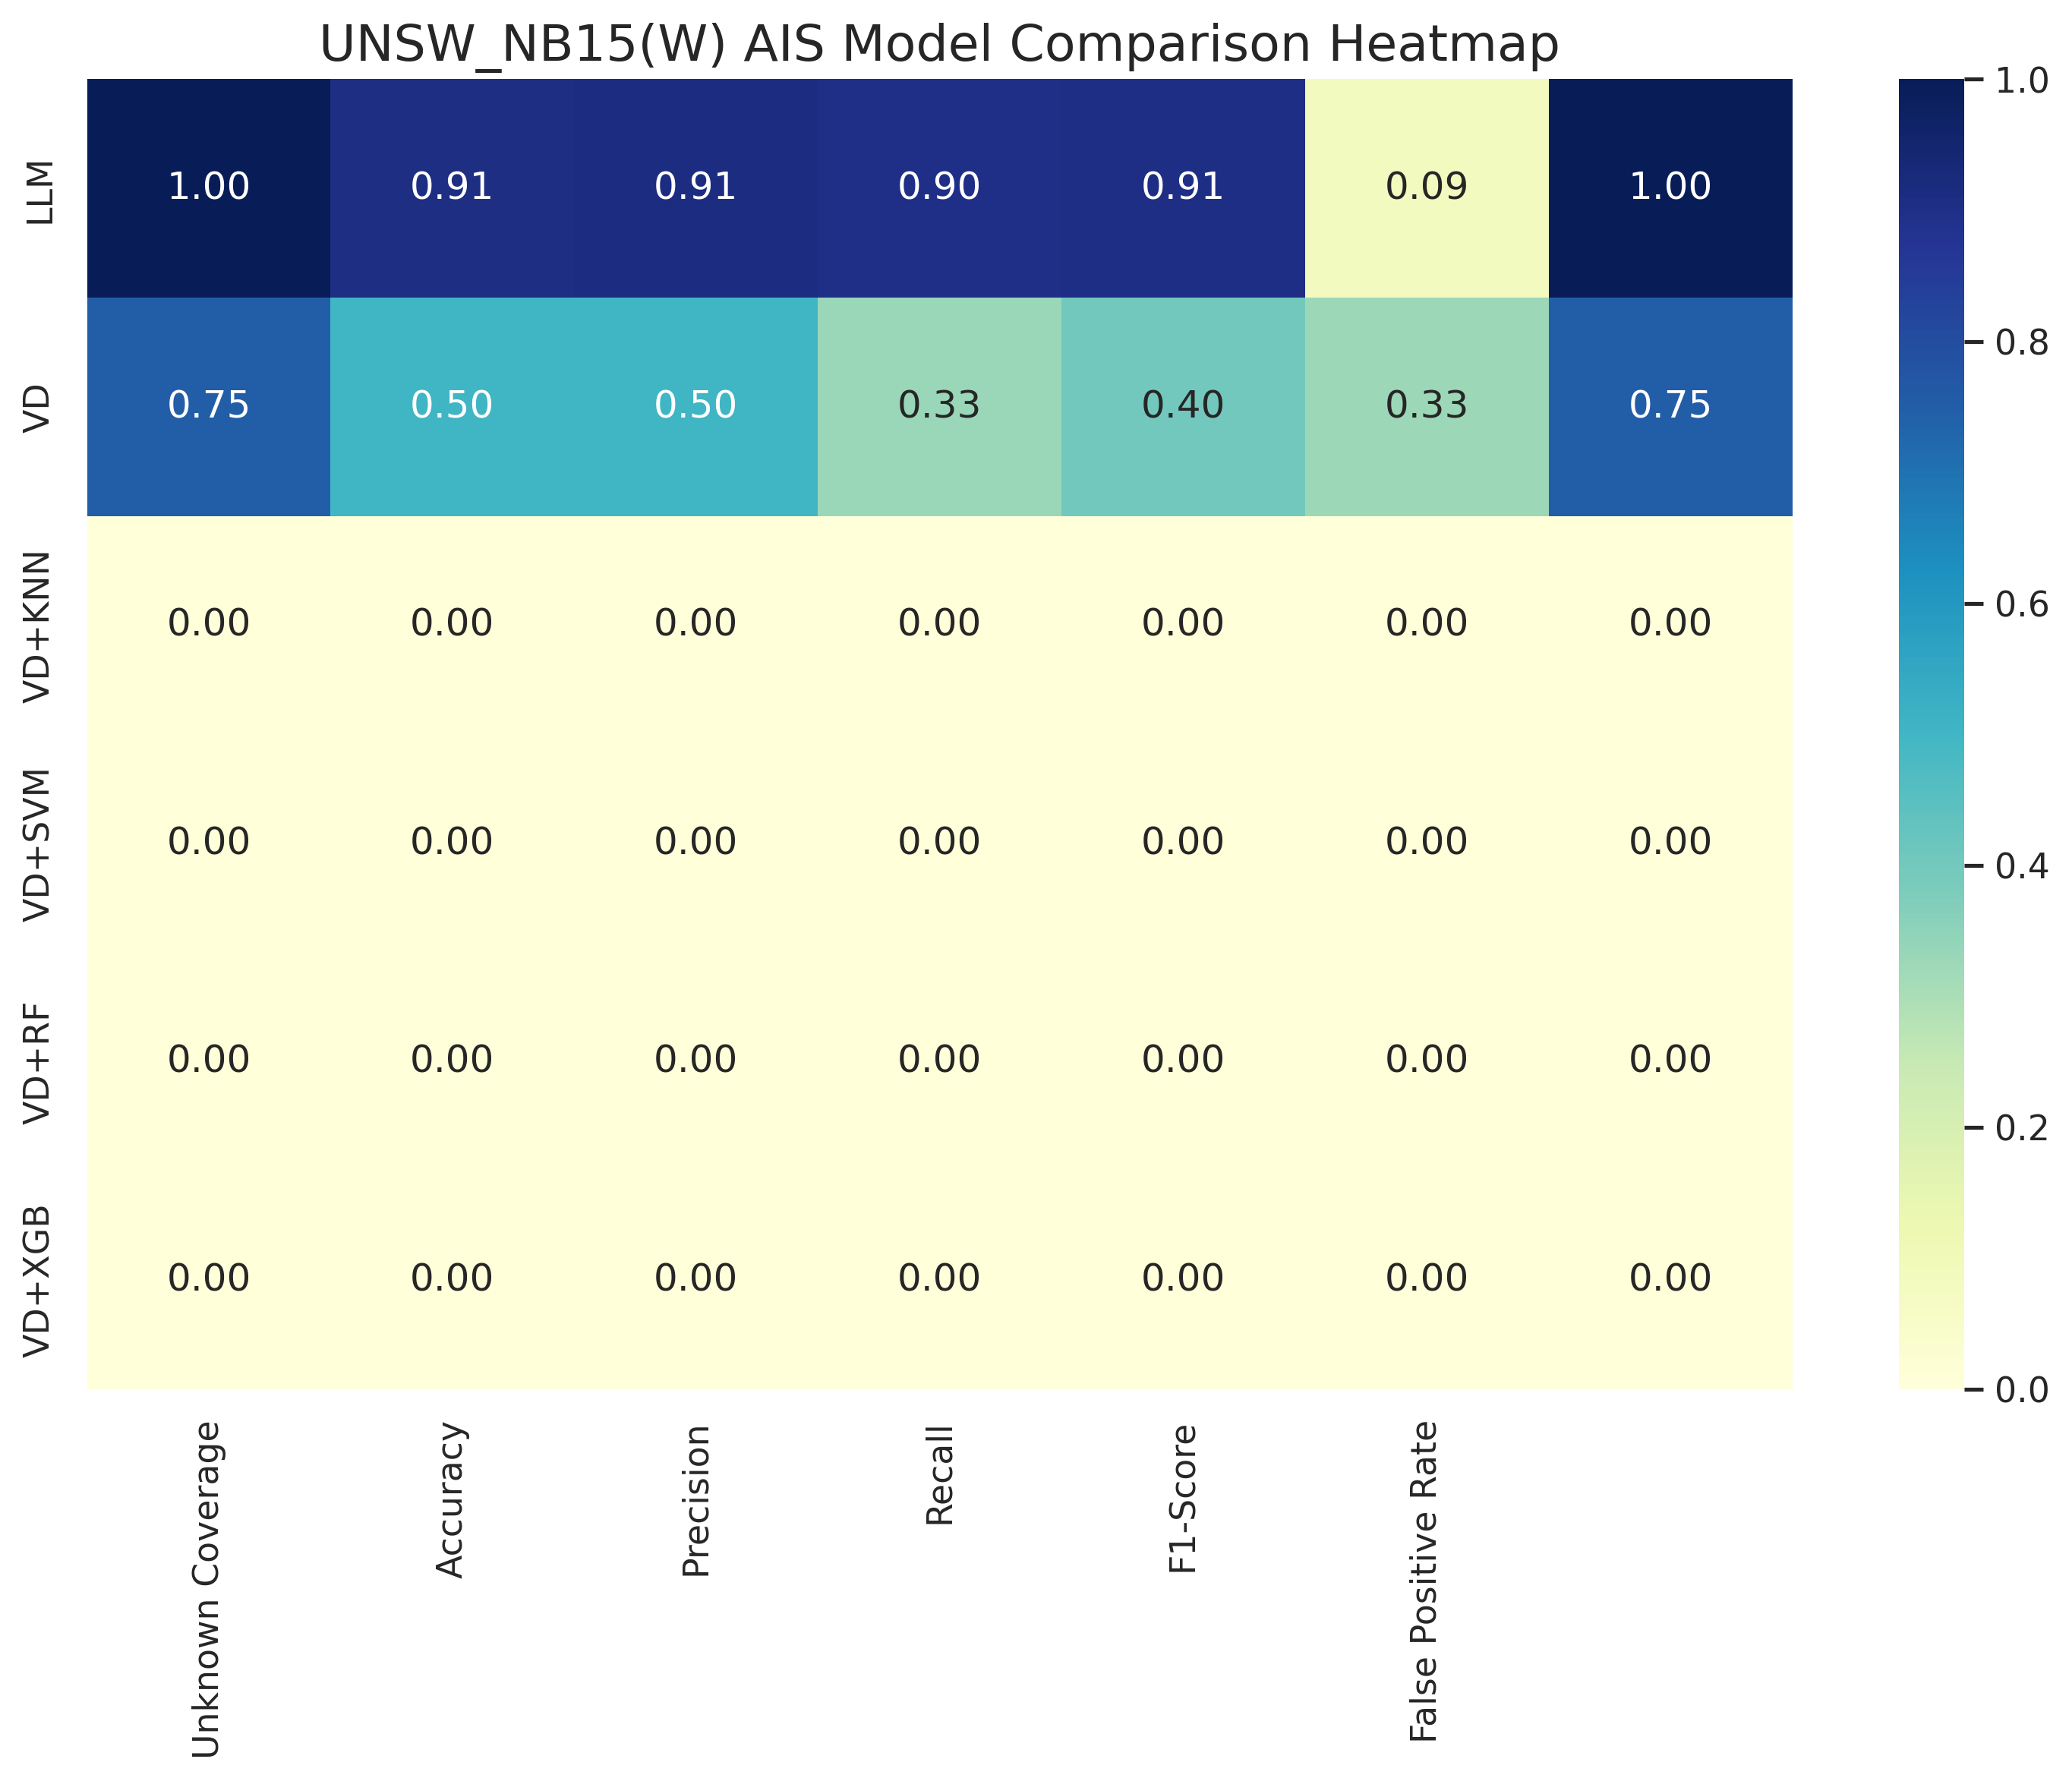 UNSW_NB15(W) AIS Model Comparison Heatmap
LLM 1.00 0.91 0.91 0.90 0.91 0.09 1.00
VD 0.75 0.50 0.50 0.33 0.40 0.33 0.75
VD+KNN 0.00 0.00 0.00 0.00 0.00 0.00 0.00
VD+SVM 0.00 0.00 0.00 0.00 0.00 0.00 0.00
VD+RF 0.00 0.00 0.00 0.00 0.00 0.00 0.00
VD+XGB 0.00 0.00 0.00 0.00 0.00 0.00 0.00
Unknown Coverage
Accuracy
Precision
Recall
F1-Score
False Positive Rate
1.0
0.8
0.6
0.4
0.2
0.0